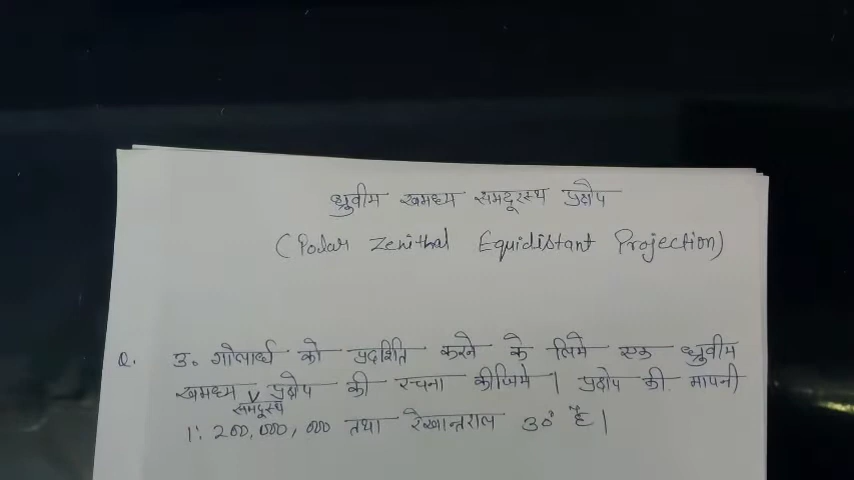 ध्रुवीय खमध्य समदूरस्थ प्रक्षेप
(Polar Zenithal Equidistant Projection)
Q. उ० गोलार्ध को प्रदर्शित करने के लिये एक ध्रुवीय
खमध्य समदूरस्थ प्रक्षेप की रचना कीजिये । प्रक्षेप की मापनी
1: 200,000,000 तथा रेखान्तराल 30° है।